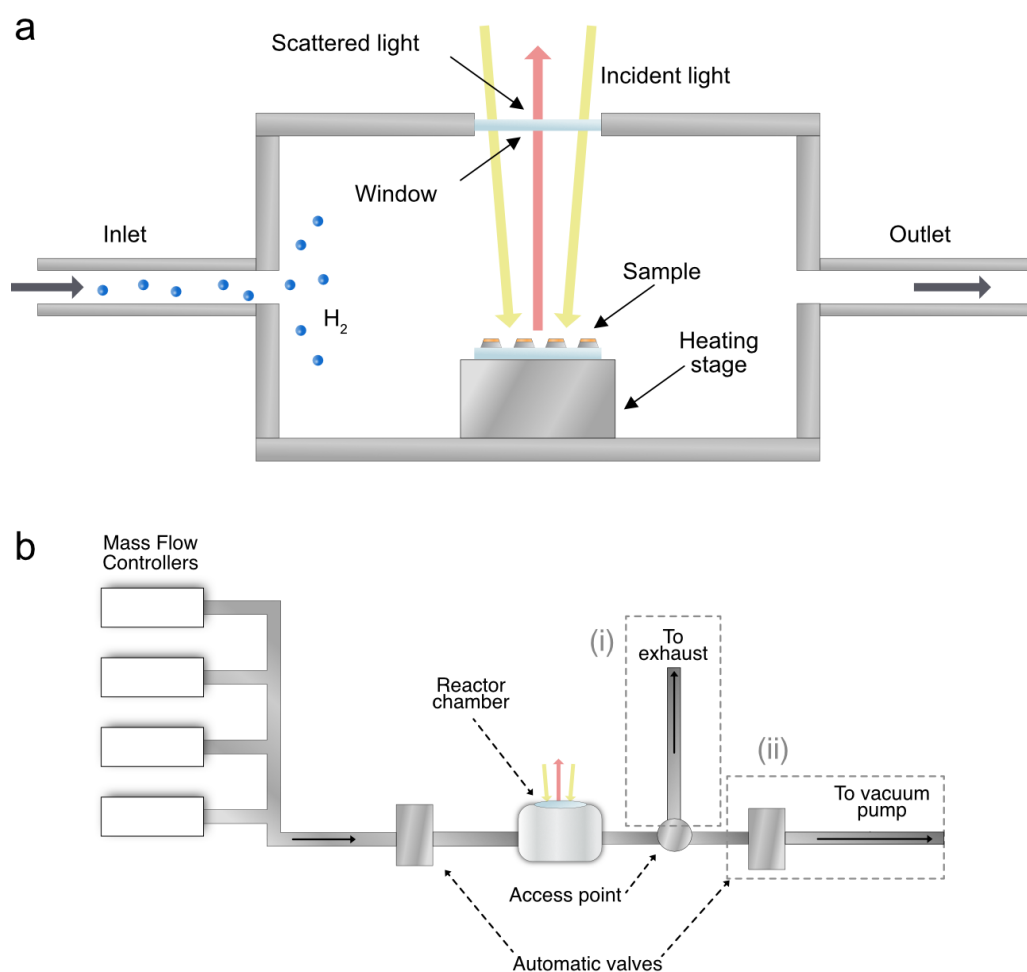 a
Scattered light
Incident light
Window
Inlet
Outlet
Sample
H₂
Heating
stage
b
Mass Flow
Controllers
(i)
To
exhaust
Reactor
chamber
(ii)
To vacuum
pump
Access point
Automatic valves